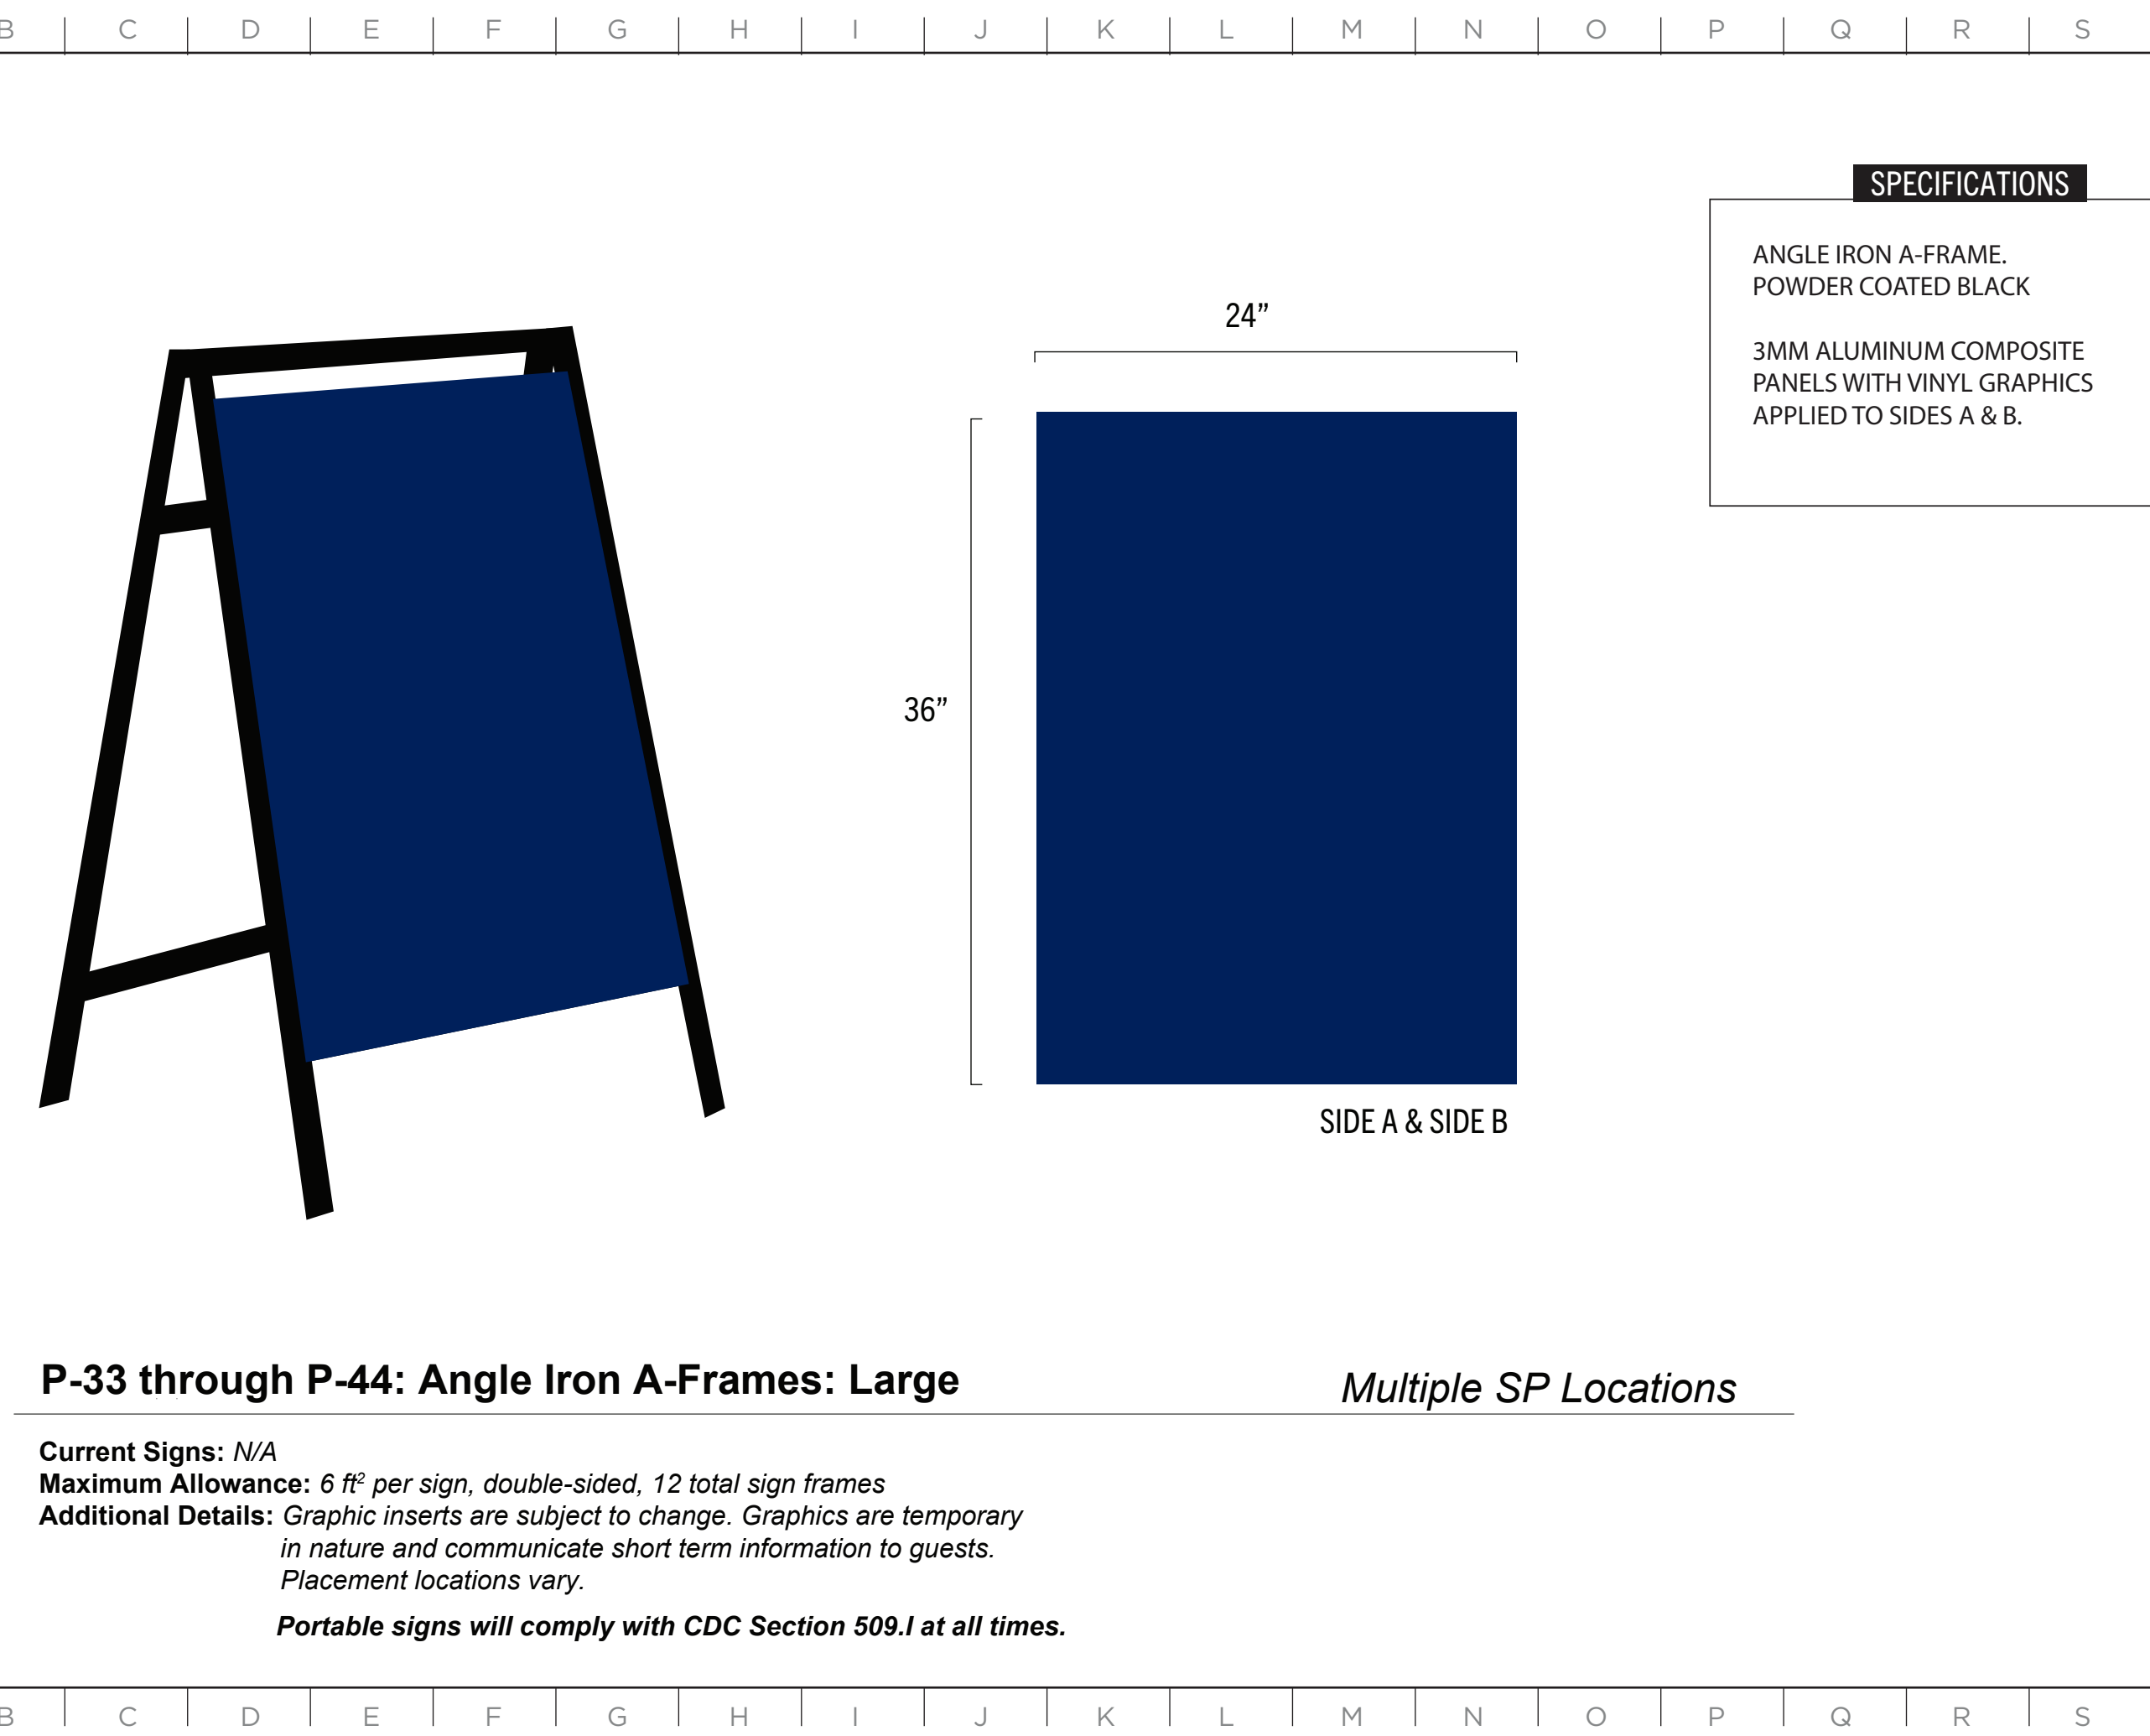 B C D E F G H I J K L M N O P Q R S
SPECIFICATIONS
ANGLE IRON A-FRAME.
POWDER COATED BLACK
3MM ALUMINUM COMPOSITE
PANELS WITH VINYL GRAPHICS
APPLIED TO SIDES A & B.
24”
36”
SIDE A & SIDE B
P-33 through P-44: Angle Iron A-Frames: Large
Multiple SP Locations
Current Signs: N/A
Maximum Allowance: 6 ft² per sign, double-sided, 12 total sign frames
Additional Details: Graphic inserts are subject to change. Graphics are temporary
in nature and communicate short term information to guests.
Placement locations vary.
Portable signs will comply with CDC Section 509.I at all times.
B C D E F G H I J K L M N O P Q R S